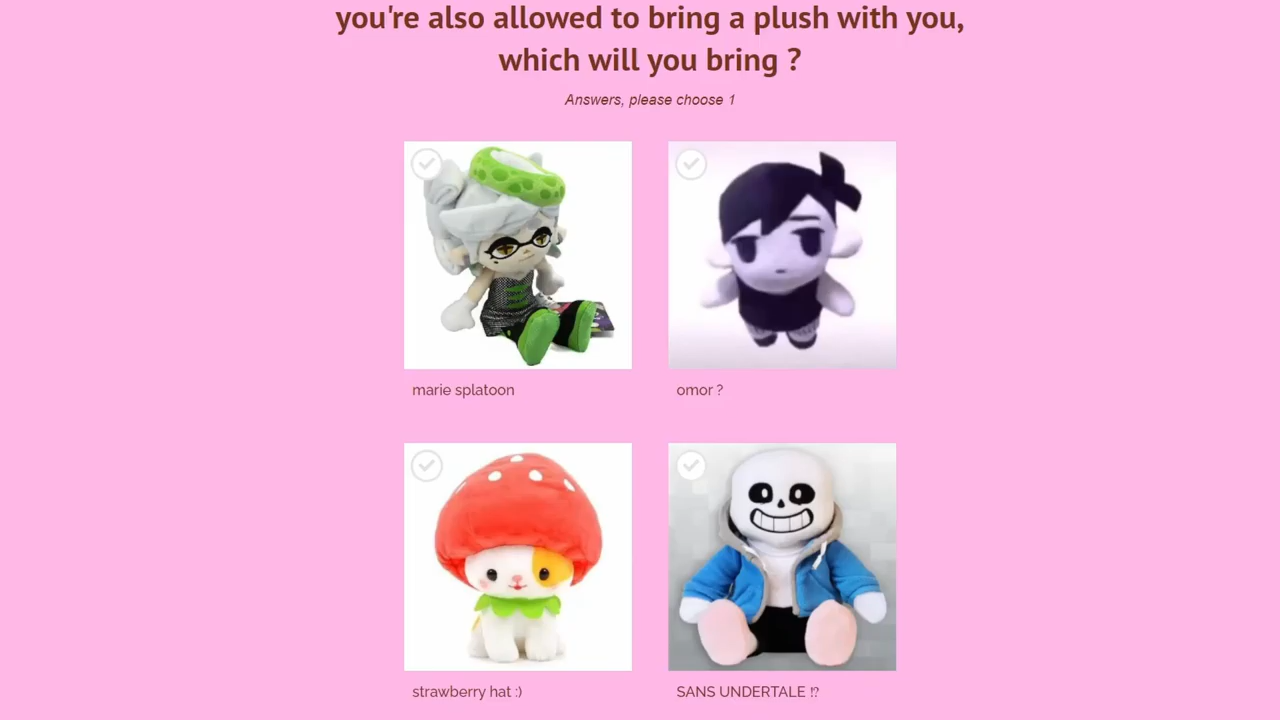 you're also allowed to bring a plush with you,
which will you bring ?
Answers, please choose 1
marie splatoon
omor ?
strawberry hat :)
SANS UNDERTALE ⁉